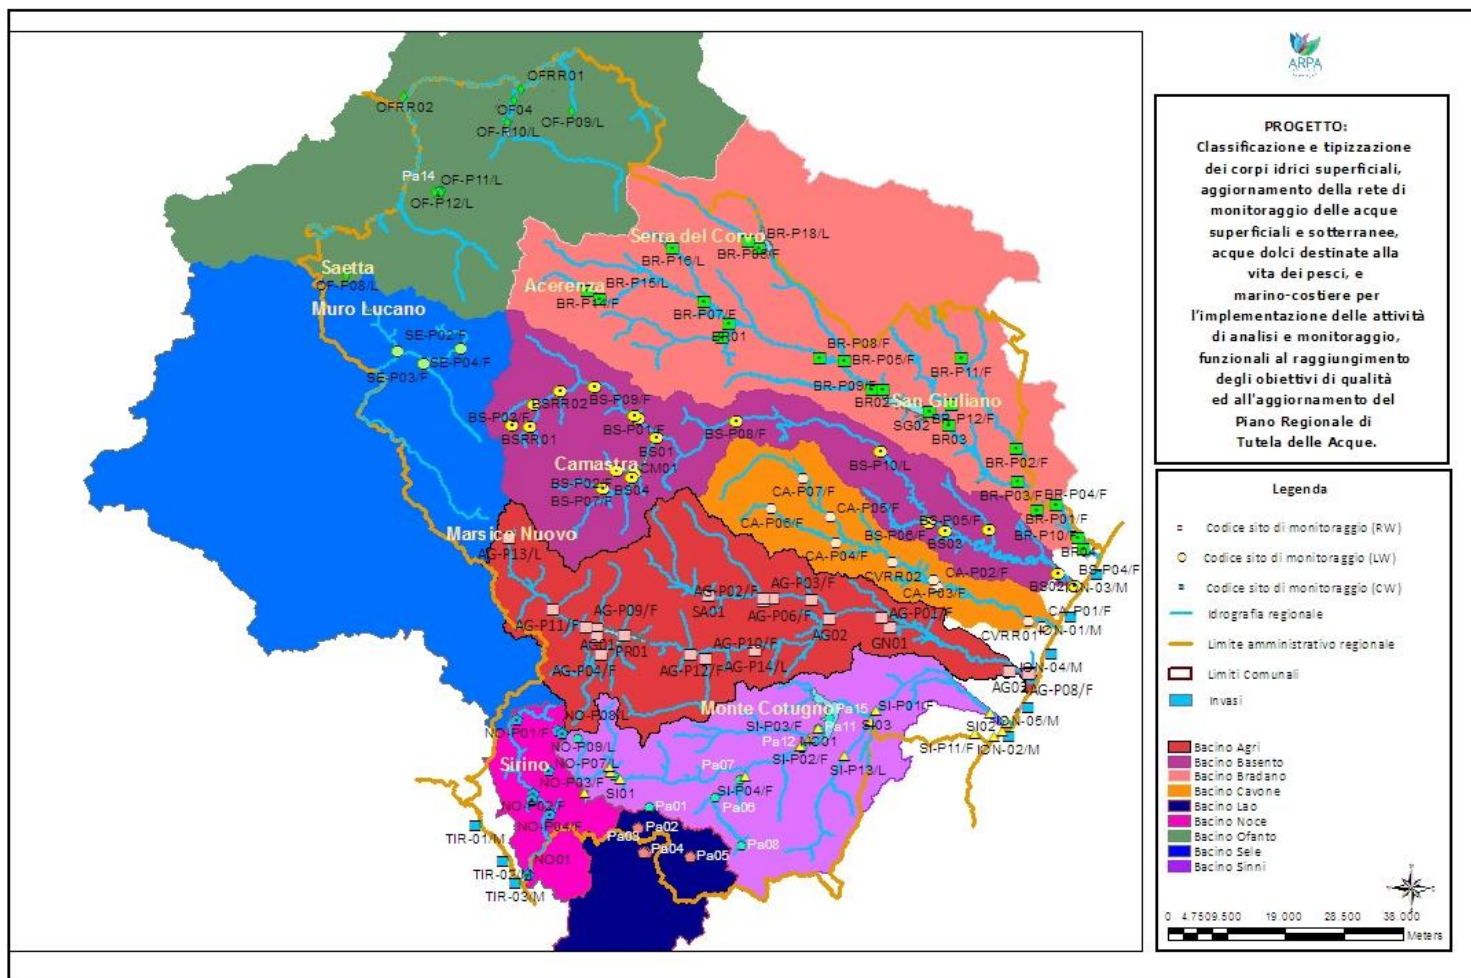 OFRR01
OFRR02
OF04
OF-P09/L
OF-P10/L
Pa14
OF-P11/L
OF-P12/L
Serra del Corvo
BR-P18/L
BR-P06/F
BR-P16/L
Saetta
OF-P08/L
Acerenza
BR-P15/L
BR-P14/F
Muro Lucano
BR-P07/F
SE-P02/F
BR01
BR-P08/F
SE-P04/F
BR-P05/F
BR-P11/F
SE-P03/F
BR-P09/F
BR02
San Giuliano
BSRR02
BS-P09/F
BS-P03/F
BS-P01/F
BS-P08/F
SG02
BR-P12/F
BSRR01
BR03
BS01
Camastra
CM01
BS-P10/L
BR-P02/F
BS-P02/F
BS04
BS-P07/F
CA-P07/F
BR-P03/F
BR-P04/F
CA-P06/F
CA-P05/F
BS-P05/F
BR-P01/F
Marsico Nuovo
BS-P06/F
BS03
BR-P10/F
AG-P13/L
CA-P04/F
BR04
BS-P04/F
CVRR02
CA-P02/F
BS02
ION-03/M
AG-P03/F
AG-P02/F
CA-P03/F
AG-P09/F
SA01
AG-P06/F
AG-P01/F
CA-P01/F
AG-P11/F
AG02
CVRR01
ION-01/M
AG01
PR01
AG-P10/F
GN01
AG-P04/F
AG-P12/F
AG-P14/L
ION-04/M
AG03
AG-P08/F
Monte Cotugno
Pa15
SI-P01/F
NO-P08/L
SI-P03/F
Pa11
SI03
SI02
ION-05/M
NO-P01/F
NO-P09/L
Pa12
MC01
SI-P11/F
ION-02/M
Sirino
NO-P07/L
SI-P02/F
SI-P13/L
NO-P03/F
Pa07
SI01
SI-P04/F
NO-P02/F
Pa01
Pa06
NO-P04/F
Pa02
TIR-01/M
Pa03
Pa08
Pa04
Pa05
NO01
TIR-02/M
TIR-03/M
ARPA
PROGETTO:
Classificazione e tipizzazione
dei corpi idrici superficiali,
aggiornamento della rete di
monitoraggio delle acque
superficiali e sotterranee,
acque dolci destinate alla
vita dei pesci, e
marino-costiere per
l'implementazione delle attività
di analisi e monitoraggio,
funzionali al raggiungimento
degli obiettivi di qualità
ed all'aggiornamento del
Piano Regionale di
Tutela delle Acque.
Legenda
Codice sito di monitoraggio (RW)
Codice sito di monitoraggio (LW)
Codice sito di monitoraggio (CW)
Idrografia regionale
Limite amministrativo regionale
Limiti Comunali
Invasi
Bacino Agri
Bacino Basento
Bacino Bradano
Bacino Cavone
Bacino Lao
Bacino Noce
Bacino Ofanto
Bacino Sele
Bacino Sinni
0 4.7509.500 19.000 28.500 38.000
Meters